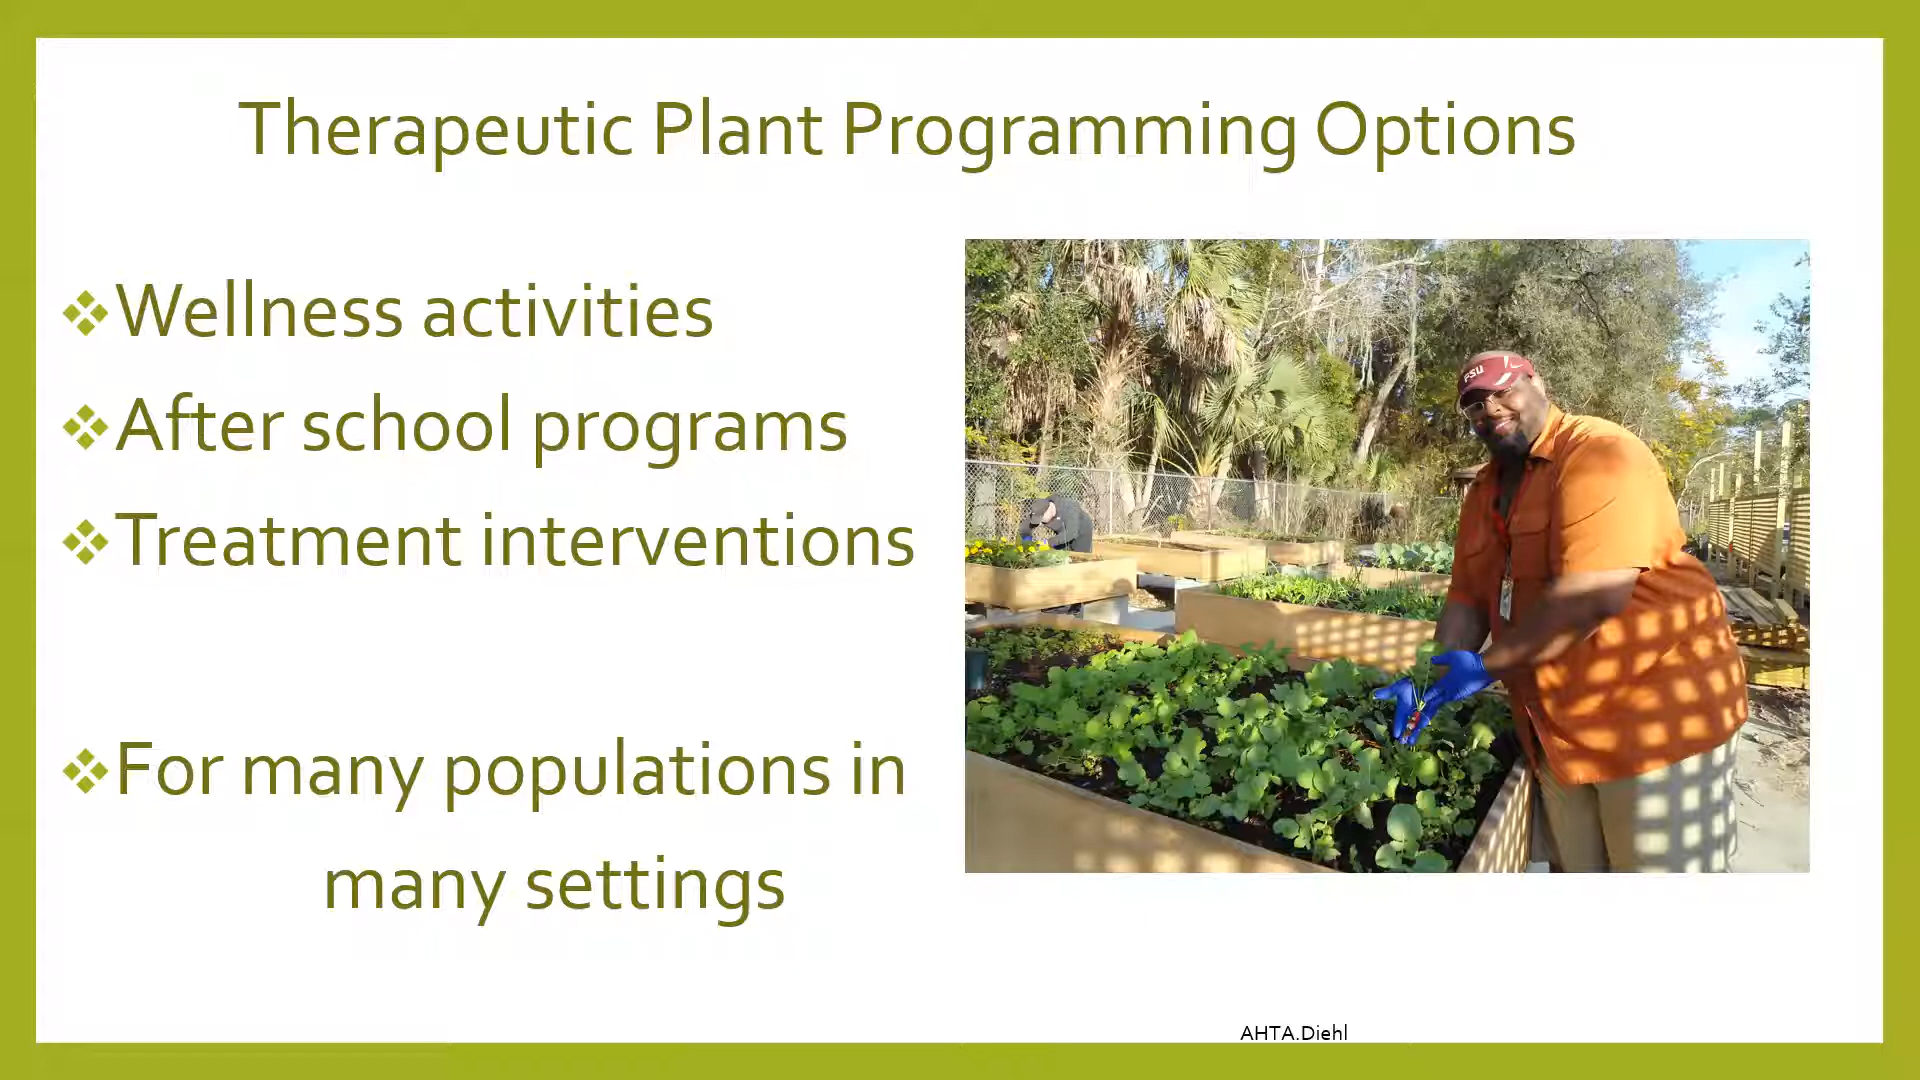 Therapeutic Plant Programming Options
❖Wellness activities
❖After school programs
❖Treatment interventions
❖For many populations in
many settings
FSU
AHTA.Diehl